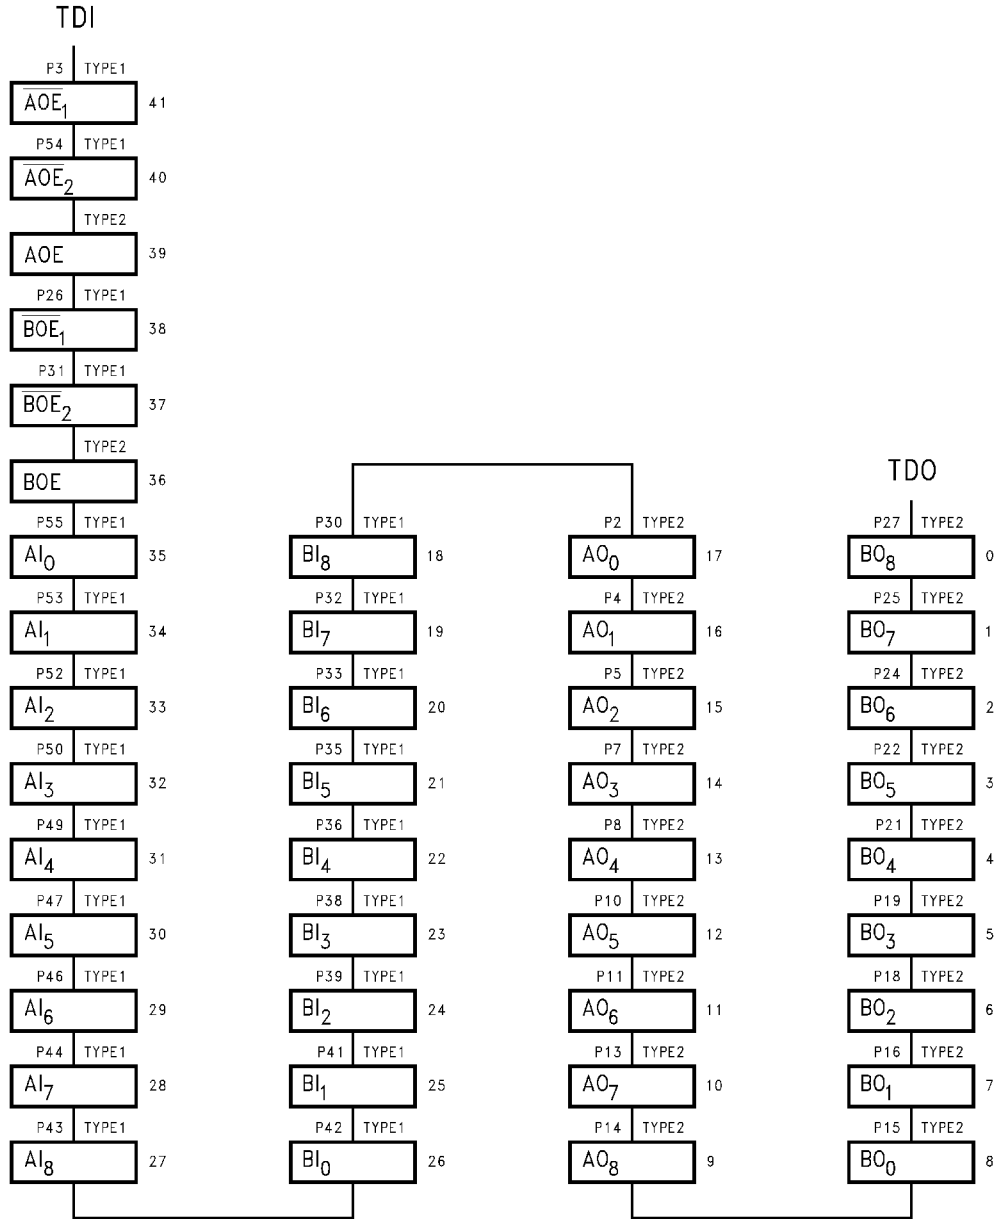 TDI
P3 TYPE1
AOE1 41
P54 TYPE1
AOE2 40
TYPE2
AOE 39
P26 TYPE1
BOE1 38
P31 TYPE1
BOE2 37
TYPE2
BOE 36
P55 TYPE1
AI0 35
P53 TYPE1
AI1 34
P52 TYPE1
AI2 33
P50 TYPE1
AI3 32
P49 TYPE1
AI4 31
P47 TYPE1
AI5 30
P46 TYPE1
AI6 29
P44 TYPE1
AI7 28
P43 TYPE1
AI8 27
P30 TYPE1
BI8 18
P32 TYPE1
BI7 19
P33 TYPE1
BI6 20
P35 TYPE1
BI5 21
P36 TYPE1
BI4 22
P38 TYPE1
BI3 23
P39 TYPE1
BI2 24
P41 TYPE1
BI1 25
P42 TYPE1
BI0 26
P2 TYPE2
AO0 17
P4 TYPE2
AO1 16
P5 TYPE2
AO2 15
P7 TYPE2
AO3 14
P8 TYPE2
AO4 13
P10 TYPE2
AO5 12
P11 TYPE2
AO6 11
P13 TYPE2
AO7 10
P14 TYPE2
AO8 9
TDO
P27 TYPE2
BO8 0
P25 TYPE2
BO7 1
P24 TYPE2
BO6 2
P22 TYPE2
BO5 3
P21 TYPE2
BO4 4
P19 TYPE2
BO3 5
P18 TYPE2
BO2 6
P16 TYPE2
BO1 7
P15 TYPE2
BO0 8